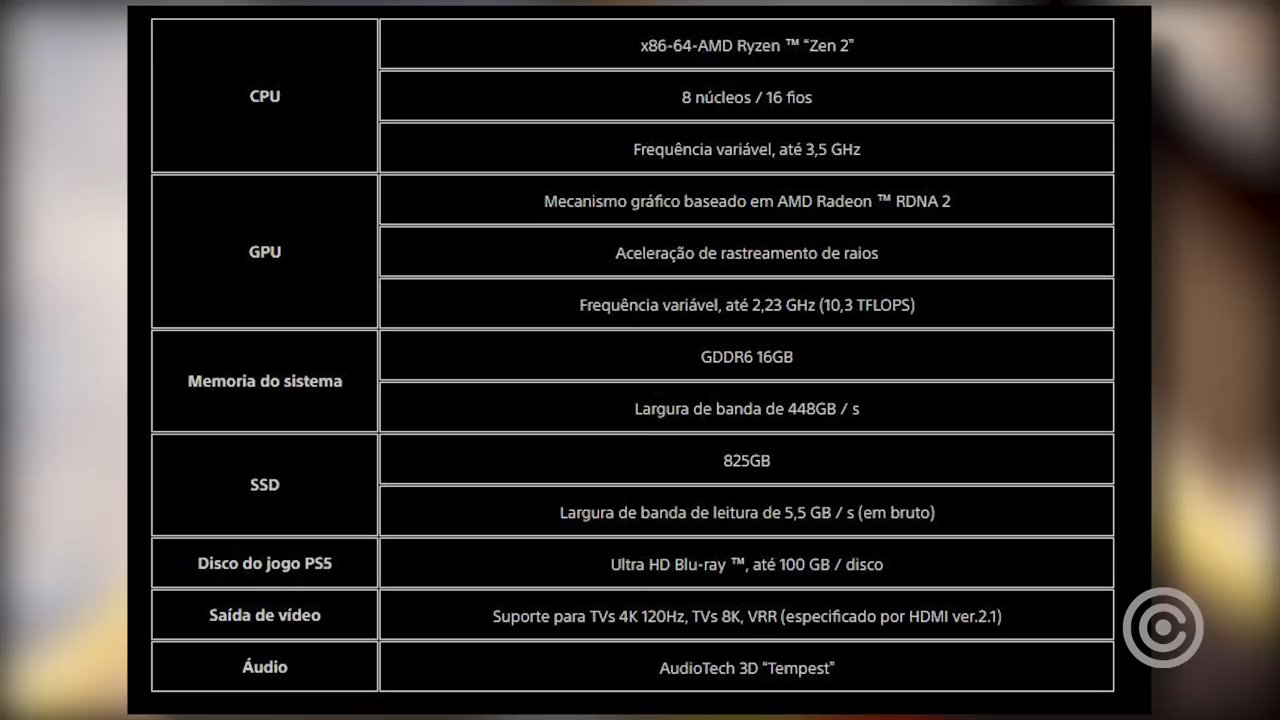 CPU
x86-64-AMD Ryzen ™ “Zen 2”
8 núcleos / 16 fios
Frequência variável, até 3,5 GHz
GPU
Mecanismo gráfico baseado em AMD Radeon ™ RDNA 2
Aceleração de rastreamento de raios
Frequência variável, até 2,23 GHz (10,3 TFLOPS)
Memoria do sistema
GDDR6 16GB
Largura de banda de 448GB / s
SSD
825GB
Largura de banda de leitura de 5,5 GB / s (em bruto)
Disco do jogo PS5
Ultra HD Blu-ray ™, até 100 GB / disco
Saída de vídeo
Suporte para TVs 4K 120Hz, TVs 8K, VRR (especificado por HDMI ver.2.1)
Áudio
AudioTech 3D “Tempest”